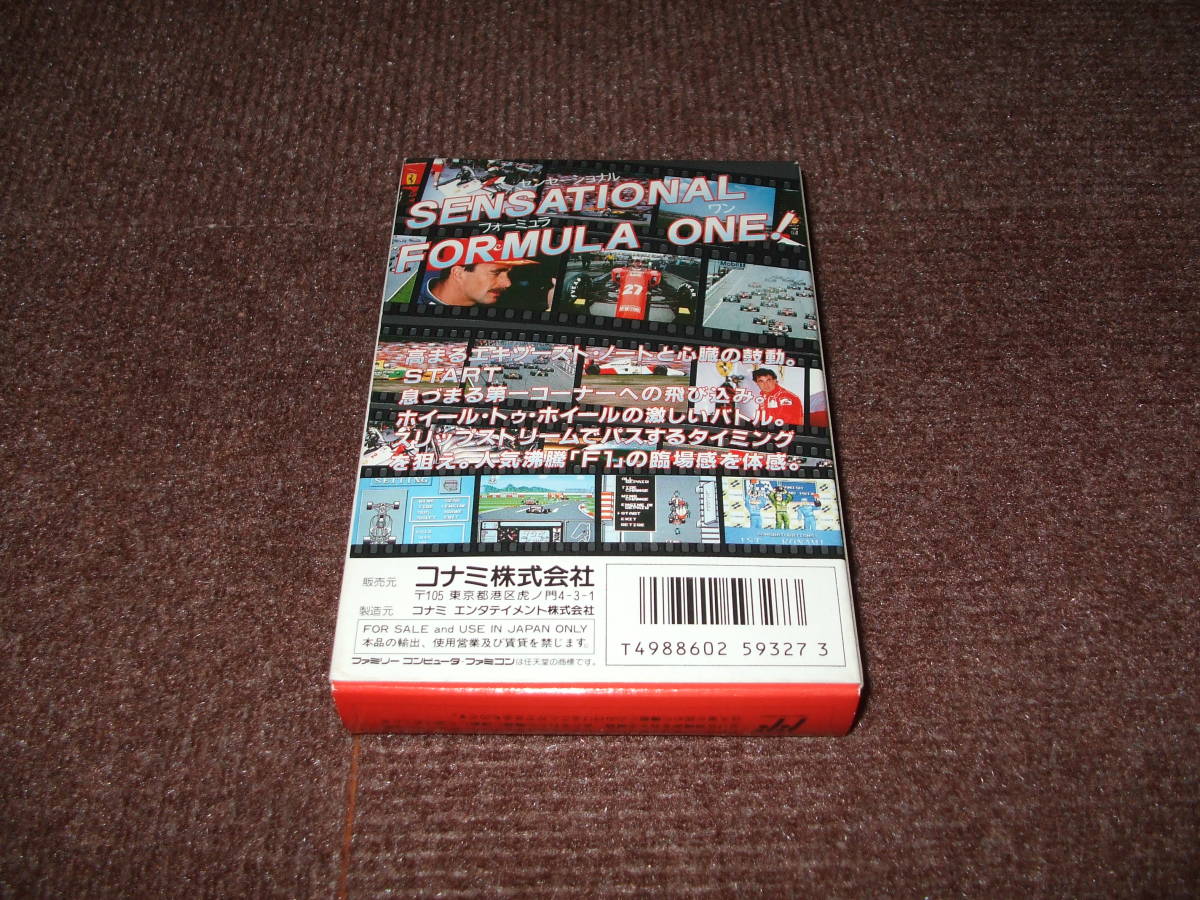 センセーショナル
SENSATIONAL
フォーミュラ ワン
FORMULA ONE!
27
高まるエキゾースト・ノートと心臓の鼓動。
START
息づまる第一コーナーへの飛び込み。
ホイール・トゥ・ホイールの激しいバトル。
スリップストリームでパスするタイミング
を狙え。人気沸騰「F1」の臨場感を体感。
SETTING
START
EXIT
RETIRE
1ST KONAMI
販売元 コナミ株式会社
〒105 東京都港区虎ノ門4-3-1
製造元 コナミ エンタテイメント株式会社
FOR SALE and USE IN JAPAN ONLY
本品の輸出、使用営業及び賃貸を禁じます。
ファミリー コンピュータ・ファミコンは任天堂の商標です。
T4988602 59327 3